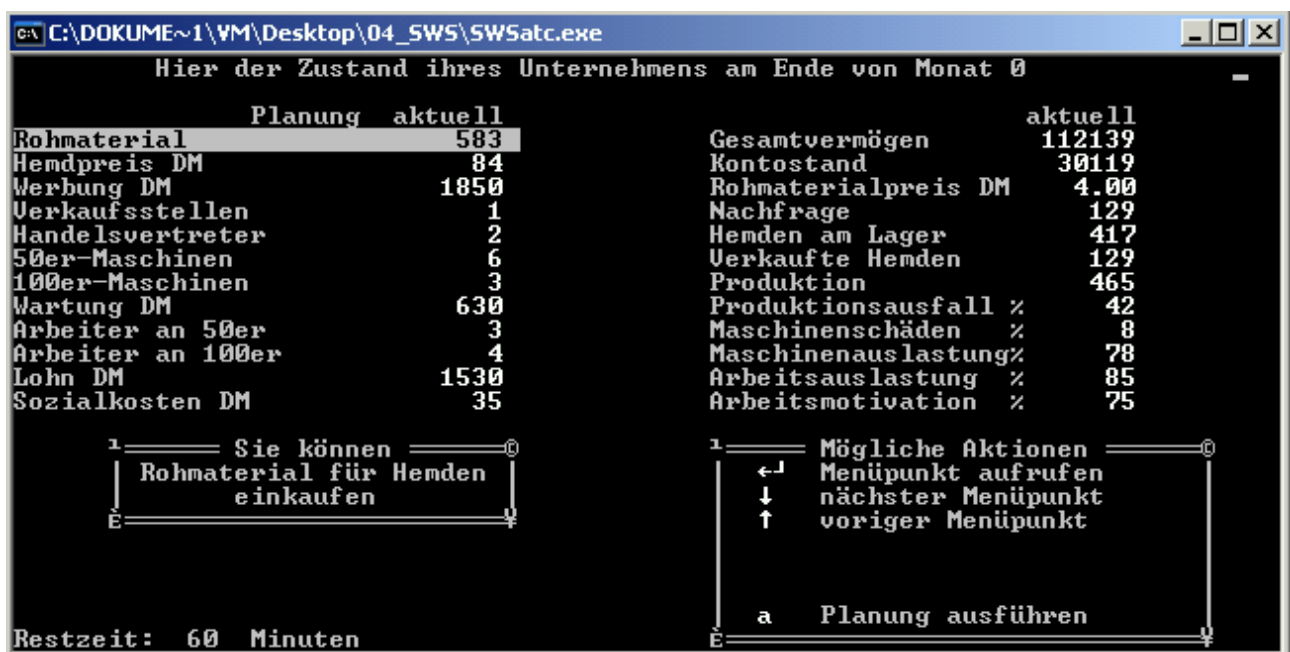 C:\DOKUME~1\VM\Desktop\04_SWS\SWSatc.exe
Hier der Zustand ihres Unternehmens am Ende von Monat 0
Planung aktuell aktuell
Rohmaterial 583 Gesamtvermögen 112139
Hemdpreis DM 84 Kontostand 30119
Werbung DM 1850 Rohmaterialpreis DM 4.00
Verkaufsstellen 1 Nachfrage 129
Handelsvertreter 2 Hemden am Lager 417
50er-Maschinen 6 Verkaufte Hemden 129
100er-Maschinen 3 Produktion 465
Wartung DM 630 Produktionsausfall % 42
Arbeiter an 50er 3 Maschinenschäden % 8
Arbeiter an 100er 4 Maschinenauslastung% 78
Lohn DM 1530 Arbeitsauslastung % 85
Sozialkosten DM 35 Arbeitsmotivation % 75
Sie können Mögliche Aktionen
Rohmaterial für Hemden ↵ Menüpunkt aufrufen
einkaufen ↓ nächster Menüpunkt
↑ voriger Menüpunkt
a Planung ausführen
Restzeit: 60 Minuten